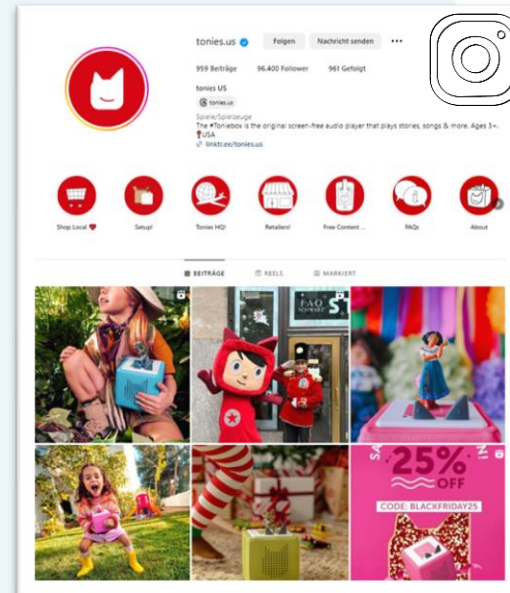 tonies.us Folgen Nachricht senden •••
959 Beiträge 96.400 Follower 961 Gefolgt
tonies US
tonies.us
Spiele/Spielzeuge
The #Toniebox is the original screen-free audio player that plays stories, songs & more. Ages 3+.
USA
linktr.ee/tonies.us
Shop Local Setup! Tonies HQ! Retailers! Free Content ... FAQs About
BEITRÄGE REELS MARKIERT
FAO
SCHWARZ
25%
OFF
CODE: BLACKFRIDAY25